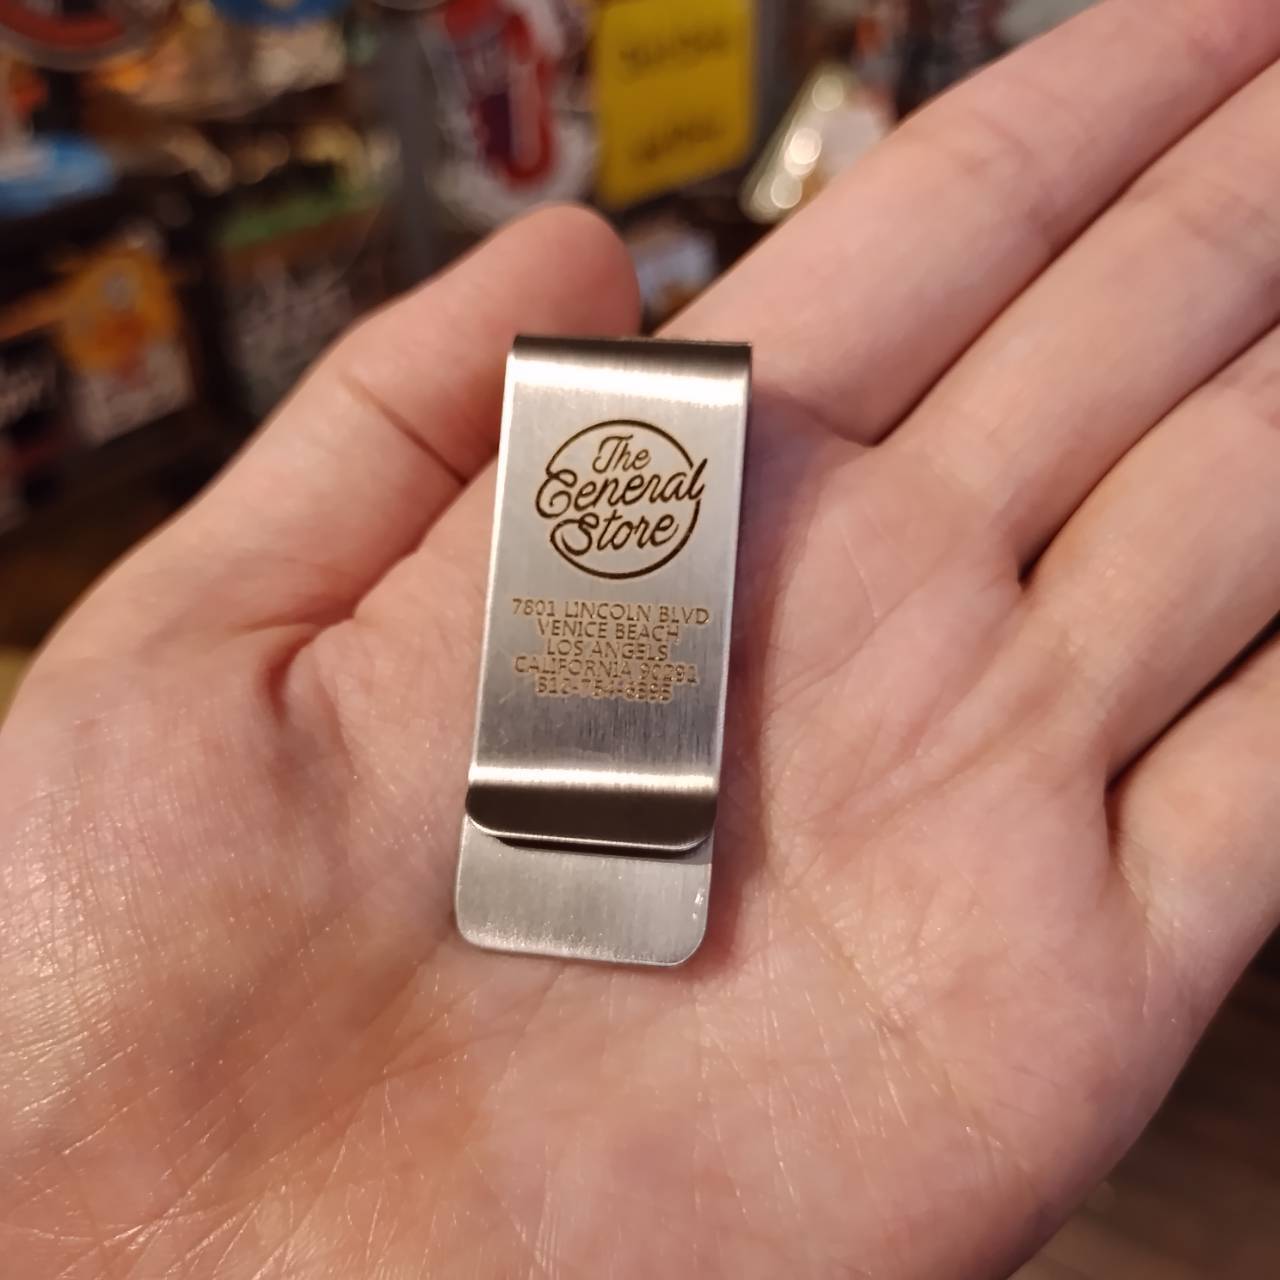 The
General
Store
7801 LINCOLN BLVD
VENICE BEACH
LOS ANGELS
CALIFORNIA 90291